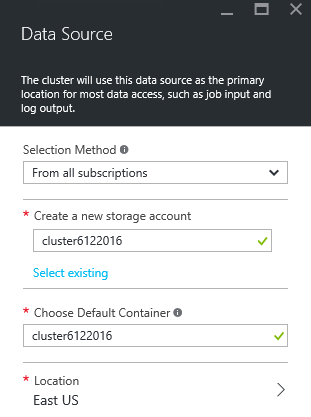 Data Source
The cluster will use this data source as the primary
location for most data access, such as job input and
log output.
Selection Method
From all subscriptions
* Create a new storage account
cluster6122016
Select existing
* Choose Default Container
cluster6122016
* Location
East US